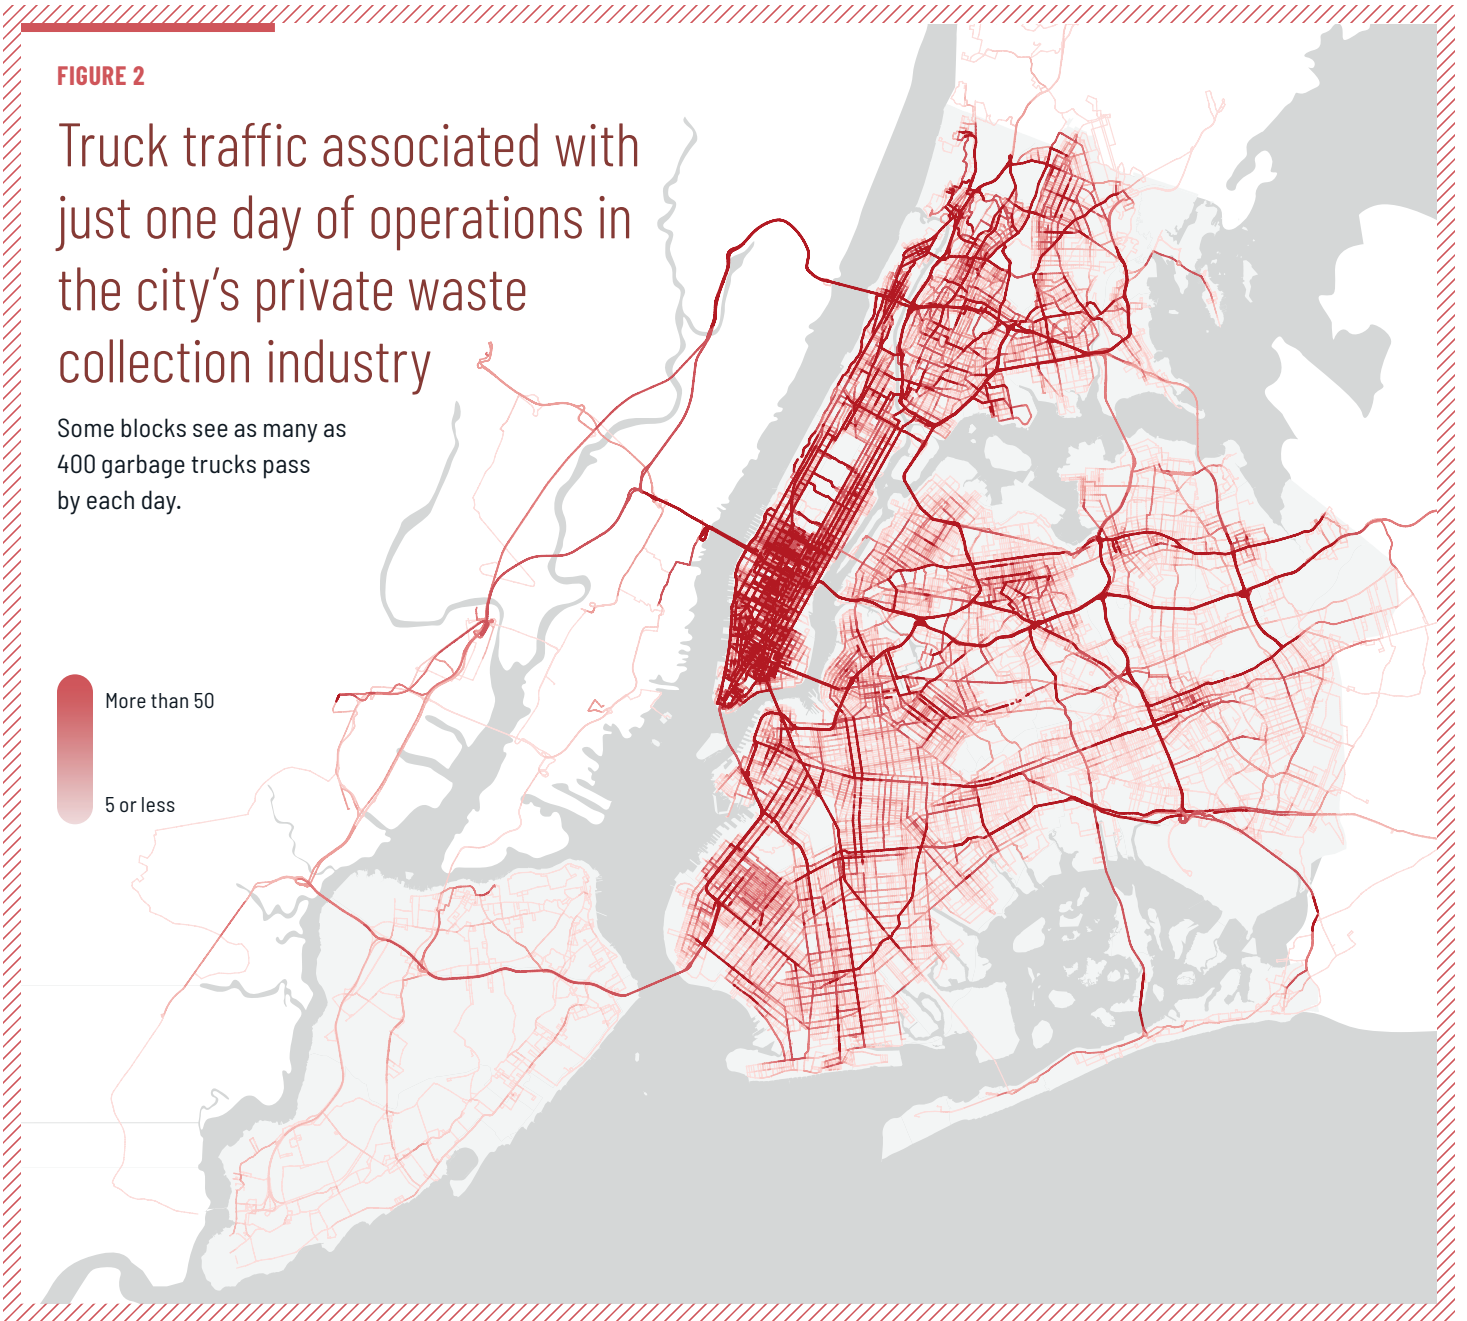 FIGURE 2
Truck traffic associated with
just one day of operations in
the city’s private waste
collection industry
Some blocks see as many as
400 garbage trucks pass
by each day.
More than 50
5 or less